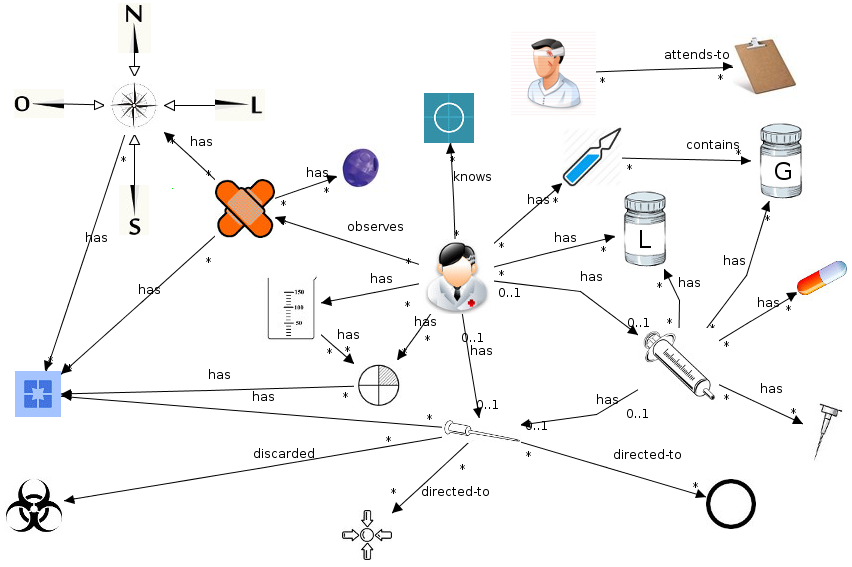 N
attends-to
*
*
O
L
has
*
*
contains
*
*
G
has
*
*
knows
*
*
has
*
*
S
has
observes
*
*
has
*
*
L
has
*
*
has
0..1
0..1
has
*
*
has
*
*
has
*
*
has
*
*
has
*
*
has
*
*
has
0..1
0..1
has
*
has
*
has
*
*
has
0..1
0..1
150
100
50
discarded
*
directed-to
*
*
directed-to
*
*